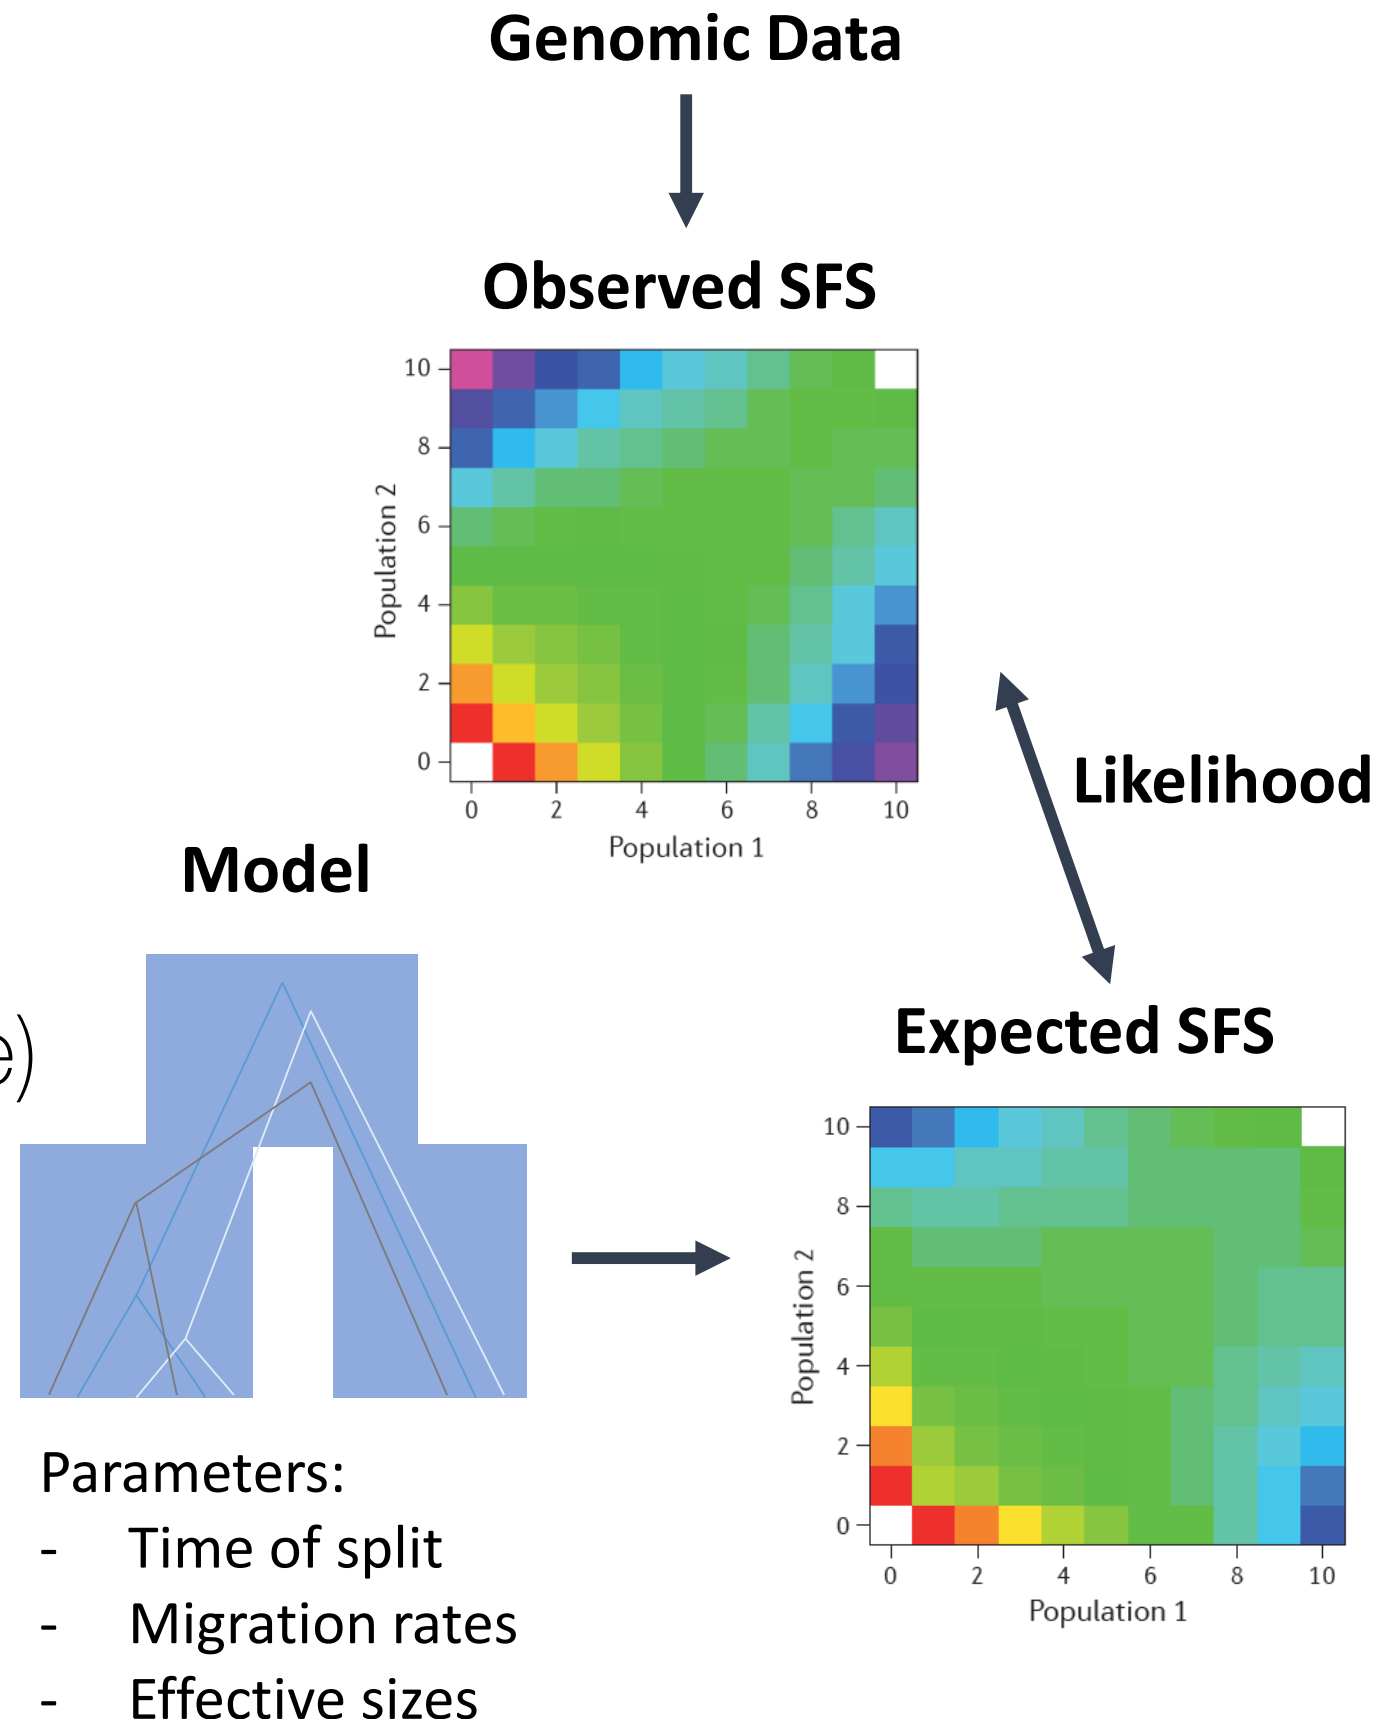 Genomic Data
Observed SFS
10
8
6
4
2
0
Population 2
0 2 4 6 8 10
Population 1
Likelihood
Model
e)
Expected SFS
10
8
6
4
2
0
Population 2
0 2 4 6 8 10
Population 1
Parameters:
- Time of split
- Migration rates
- Effective sizes